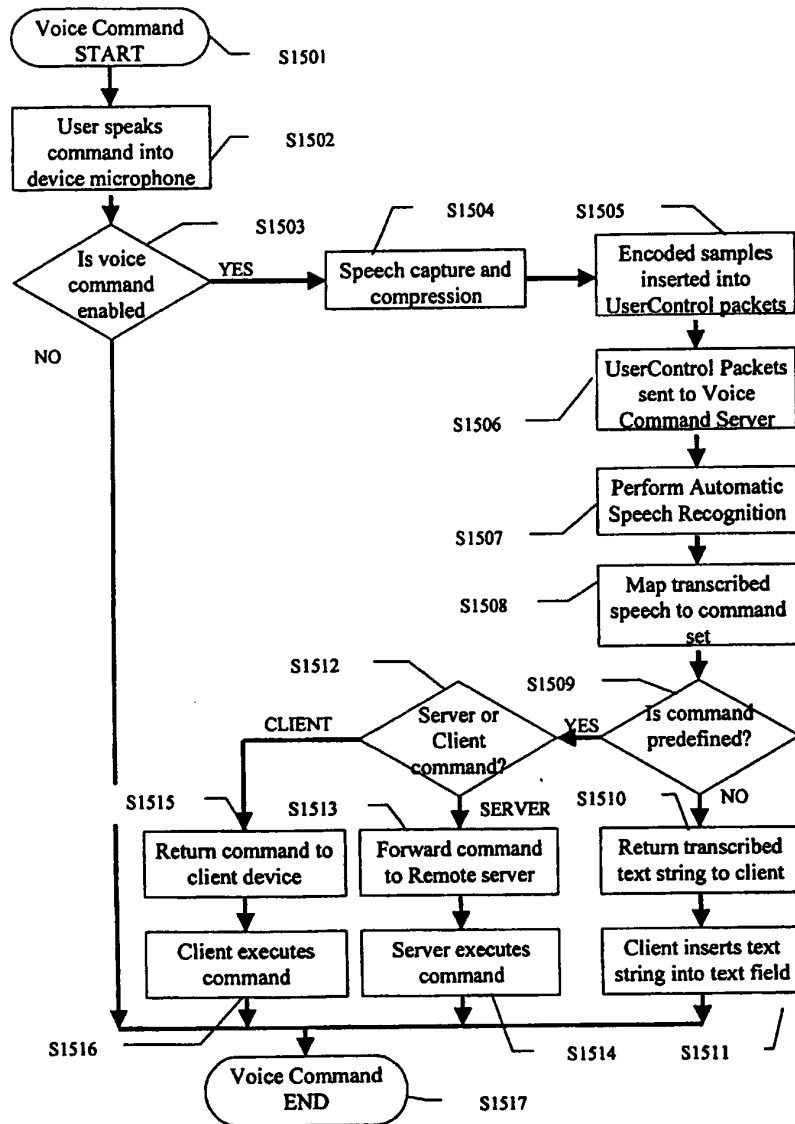 Voice Command
START
S1501
User speaks
command into
device microphone
S1502
S1503
Is voice
command
enabled
YES
NO
S1504
Speech capture and
compression
S1505
Encoded samples
inserted into
UserControl packets
UserControl Packets
sent to Voice
Command Server
S1506
Perform Automatic
Speech Recognition
S1507
Map transcribed
speech to command
set
S1508
S1509
Is command
predefined?
YES
NO
S1512
Server or
Client
command?
CLIENT
SERVER
S1515
Return command to
client device
S1513
Forward command
to Remote server
S1510
Return transcribed
text string to client
Client executes
command
Server executes
command
Client inserts text
string into text field
S1516
S1514
S1511
Voice Command
END
S1517